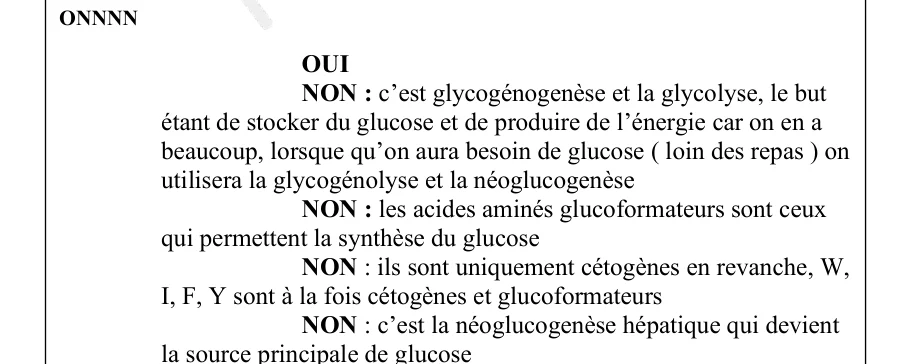 ONNNN
OUI
NON : c’est glycogénogenèse et la glycolyse, le but
étant de stocker du glucose et de produire de l’énergie car on en a
beaucoup, lorsque qu’on aura besoin de glucose ( loin des repas ) on
utilisera la glycogénolyse et la néoglucogenèse
NON : les acides aminés glucoformateurs sont ceux
qui permettent la synthèse du glucose
NON : ils sont uniquement cétogènes en revanche, W,
I, F, Y sont à la fois cétogènes et glucoformateurs
NON : c’est la néoglucogenèse hépatique qui devient
la source principale de glucose